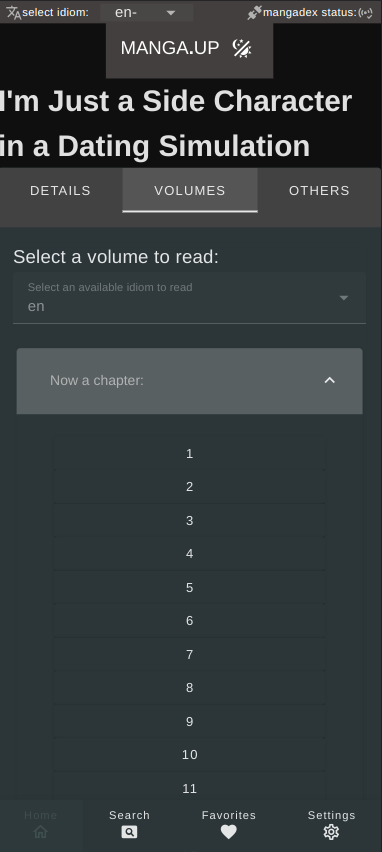 select idiom: en- mangadex status:
MANGA.UP
I'm Just a Side Character
in a Dating Simulation
DETAILS VOLUMES OTHERS
Select a volume to read:
Select an available idiom to read
en
Now a chapter:
1
2
3
4
5
6
7
8
9
10
11
Home Search Favorites Settings